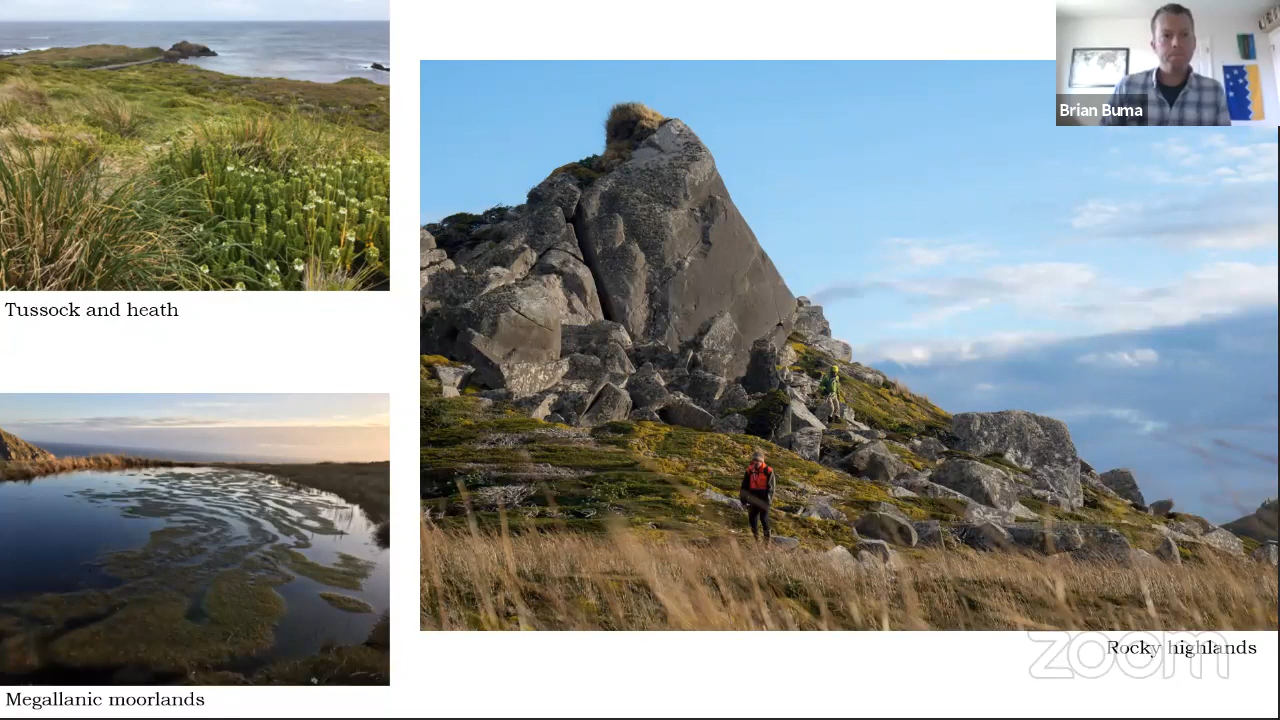 Brian Buma
Tussock and heath
Rocky highlands
zoom
Megallanic moorlands